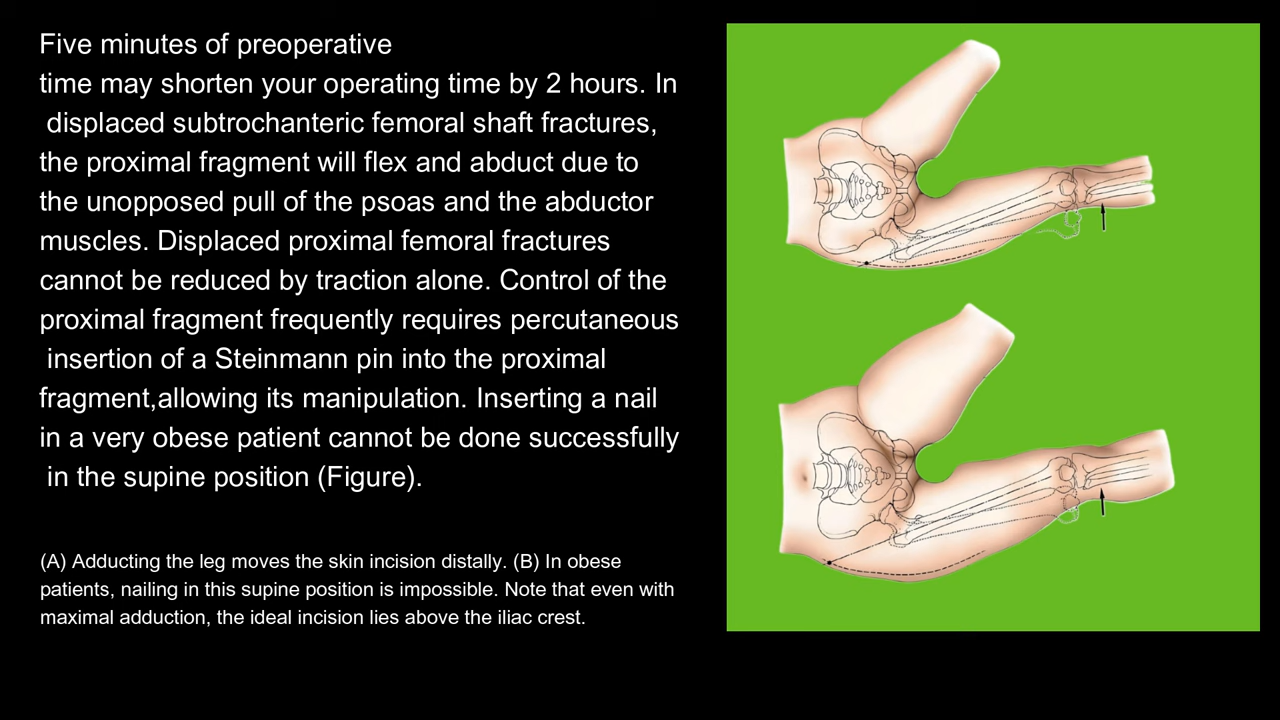 Five minutes of preoperative
time may shorten your operating time by 2 hours. In
displaced subtrochanteric femoral shaft fractures,
the proximal fragment will flex and abduct due to
the unopposed pull of the psoas and the abductor
muscles. Displaced proximal femoral fractures
cannot be reduced by traction alone. Control of the
proximal fragment frequently requires percutaneous
insertion of a Steinmann pin into the proximal
fragment,allowing its manipulation. Inserting a nail
in a very obese patient cannot be done successfully
in the supine position (Figure).
(A) Adducting the leg moves the skin incision distally. (B) In obese
patients, nailing in this supine position is impossible. Note that even with
maximal adduction, the ideal incision lies above the iliac crest.